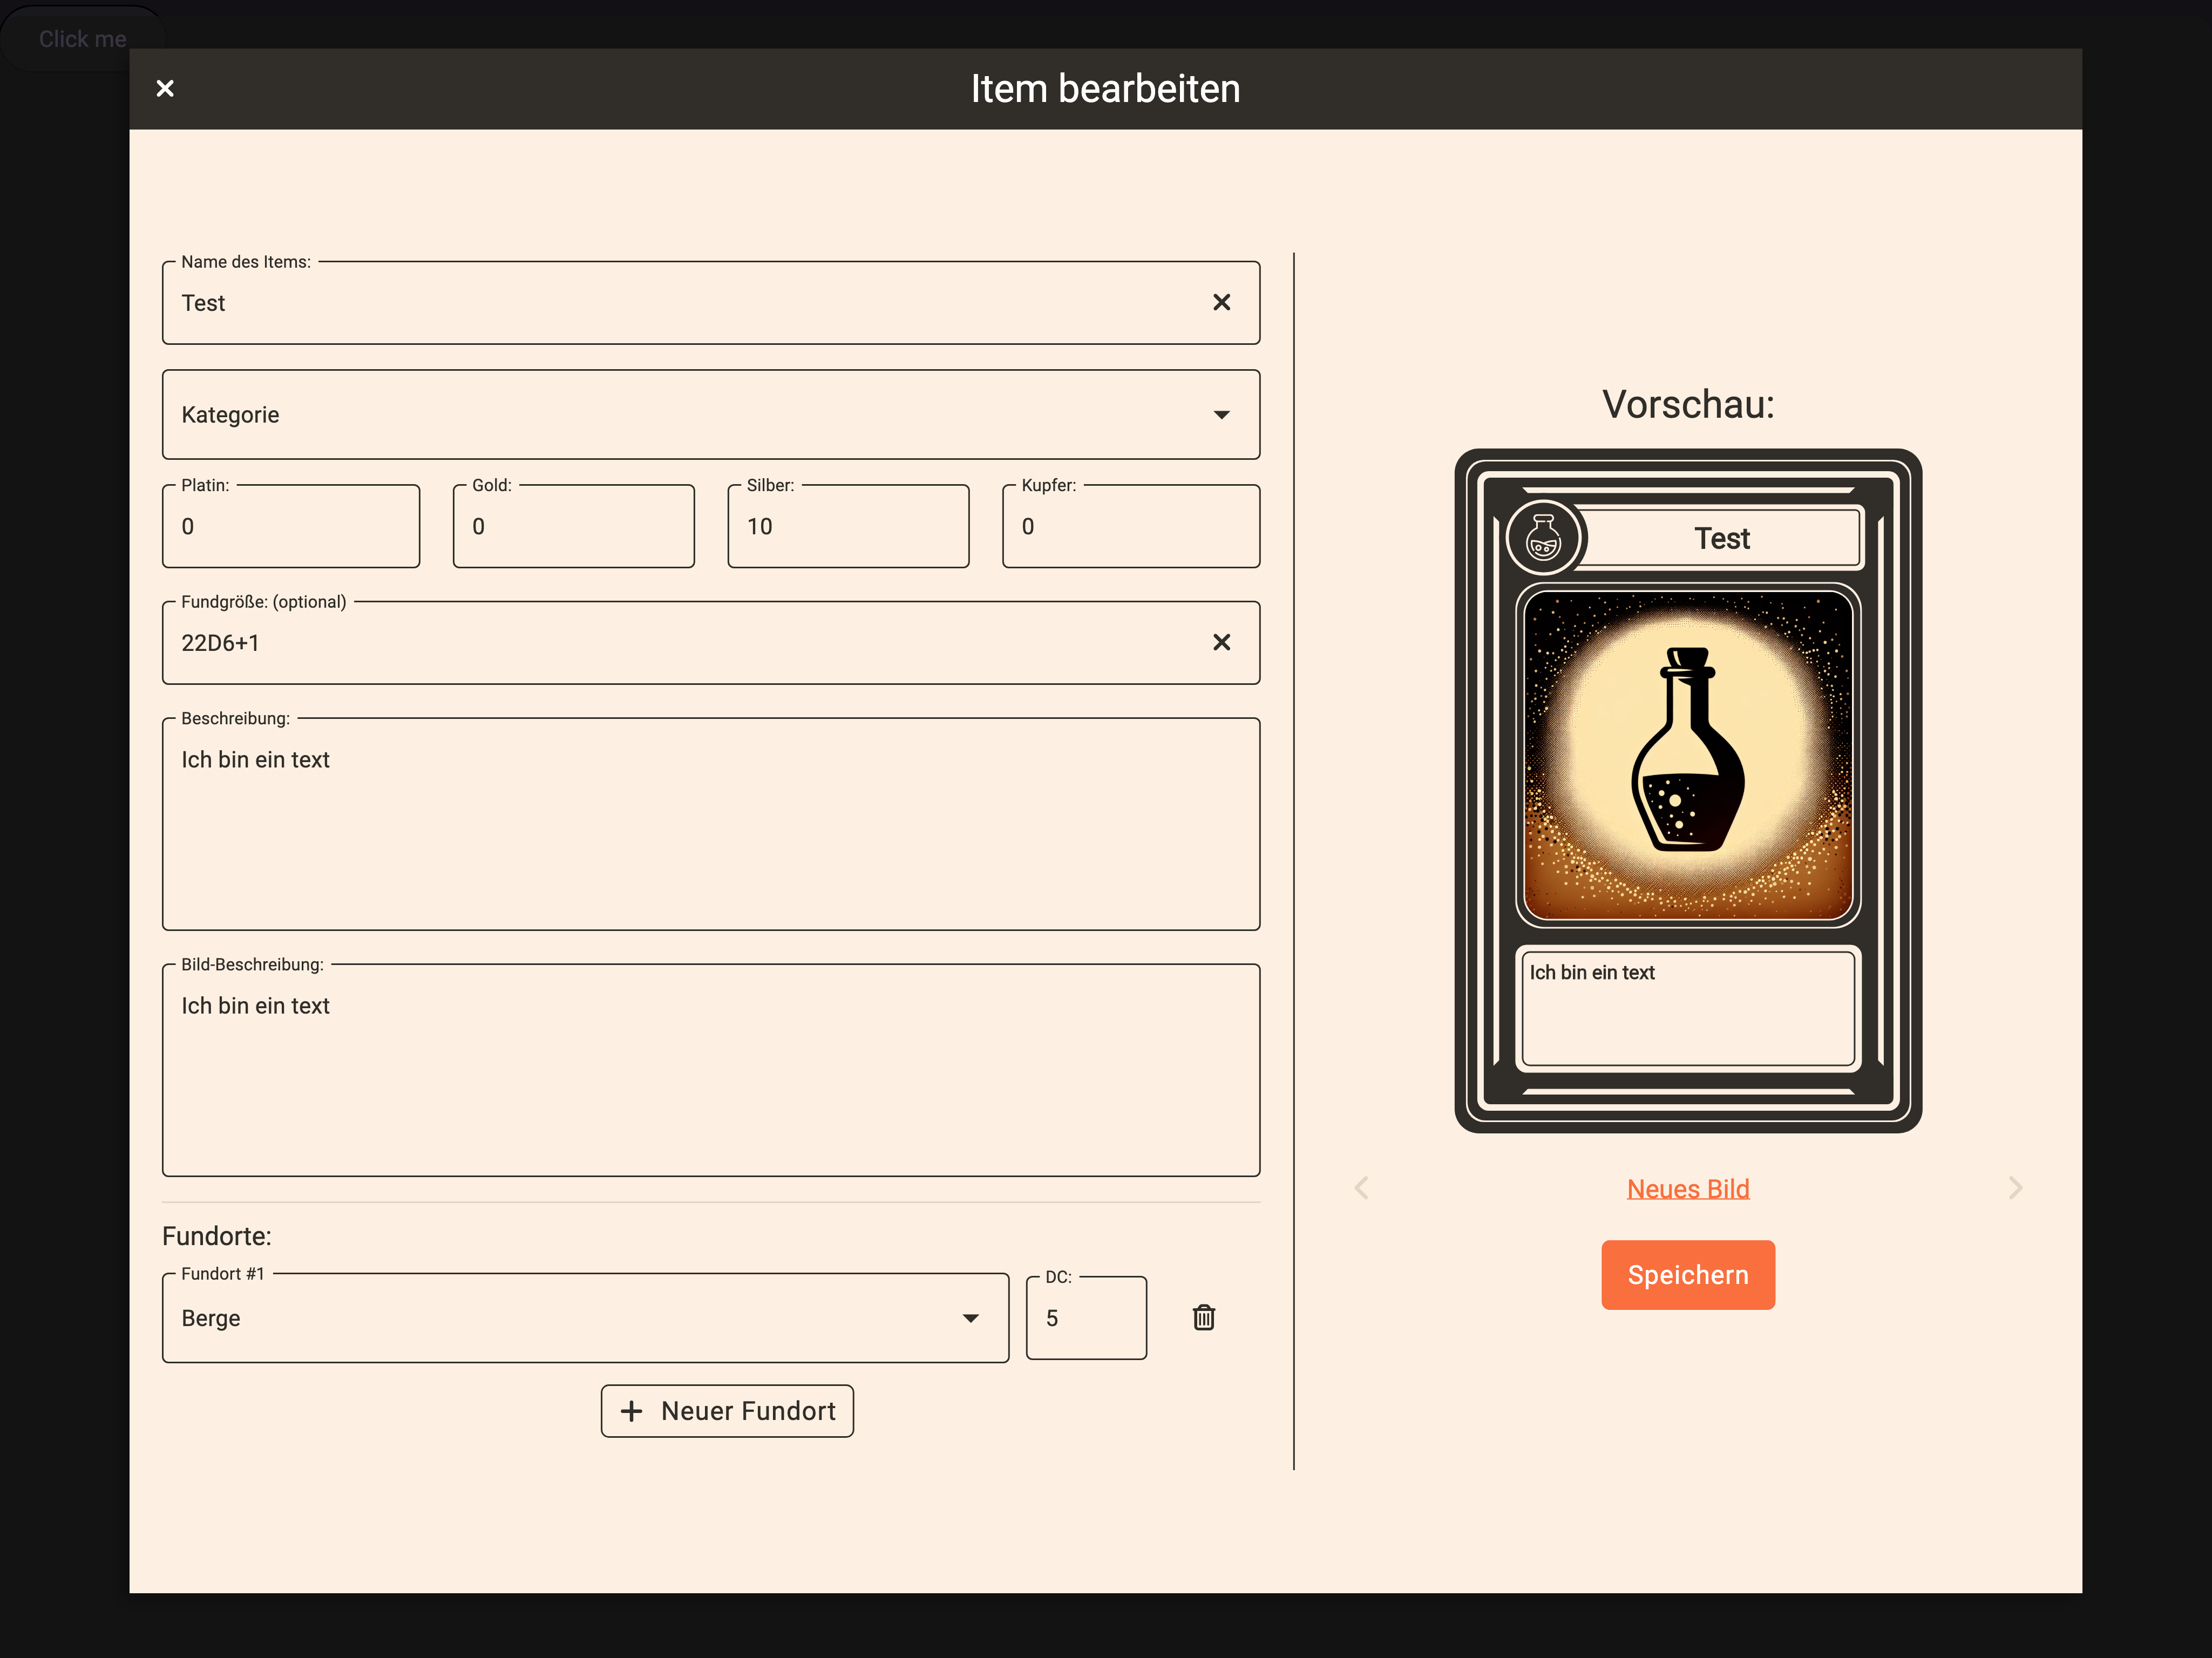 Click me
Item bearbeiten
Name des Items:
Test
Kategorie
Platin:
0
Gold:
0
Silber:
10
Kupfer:
0
Fundgröße: (optional)
22D6+1
Beschreibung:
Ich bin ein text
Bild-Beschreibung:
Ich bin ein text
Fundorte:
Fundort #1
Berge
DC:
5
Neuer Fundort
Vorschau:
Test
Ich bin ein text
Neues Bild
Speichern